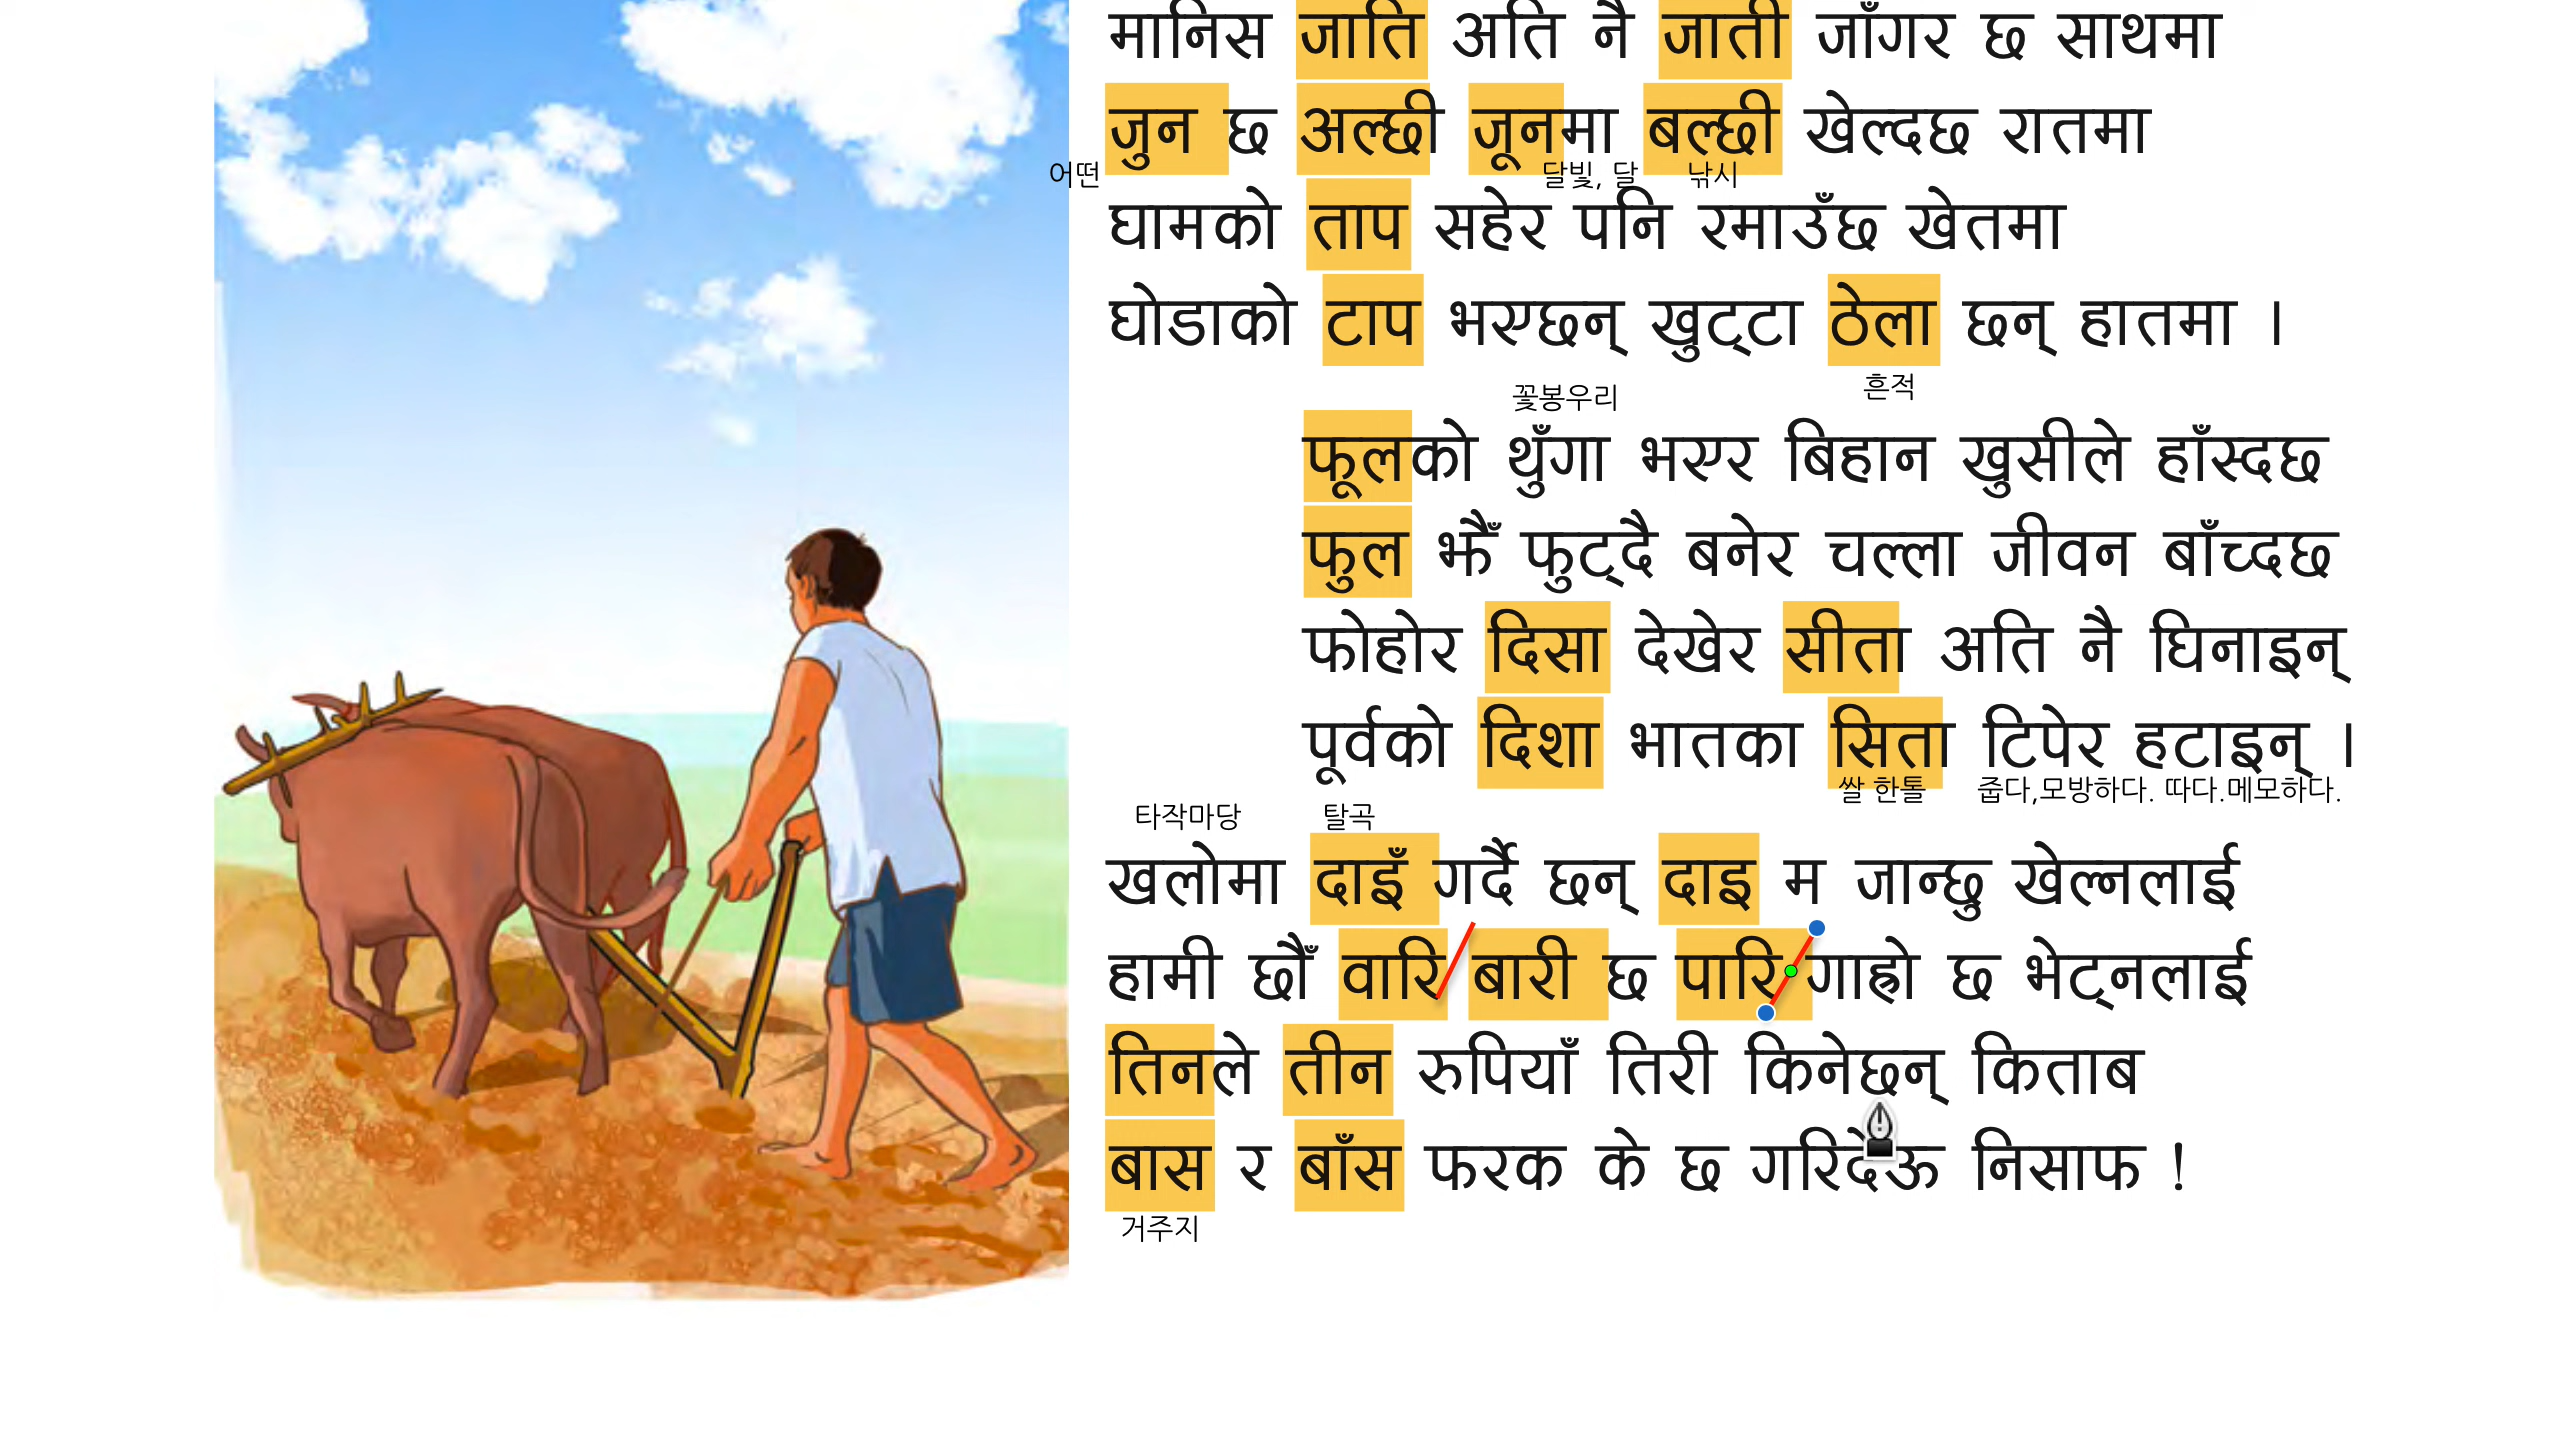 मानिस जाति अति नै जाती जाँगर छ साथमा
जुन छ अल्छी जूनमा बल्छी खेल्दछ रातमा
어떤 달빛, 달 낚시
घामको ताप सहेर पनि रमाउँछ खेतमा
घोडाको टाप भएछन् खुट्टा ठेला छन् हातमा ।
흔적
꽃봉우리
फूलको थुँगा भएर बिहान खुसीले हाँस्दछ
फुल झैँ फुट्दै बनेर चल्ला जीवन बाँच्दछ
फोहोर दिसा देखेर सीता अति नै घिनाइन्
पूर्वको दिशा भातका सिता टिपेर हटाइन् ।
쌀 한톨 줍다,모방하다. 따다.메모하다.
타작마당 탈곡
खलोमा दाइँ गर्दै छन् दाइ म जान्छु खेल्नलाई
हामी छौँ वारि बारी छ पारि गाह्रो छ भेट्नलाई
तिनले तीन रुपियाँ तिरी किनेछन् किताब
बास र बाँस फरक के छ गरिदेऊ निसाफ !
거주지